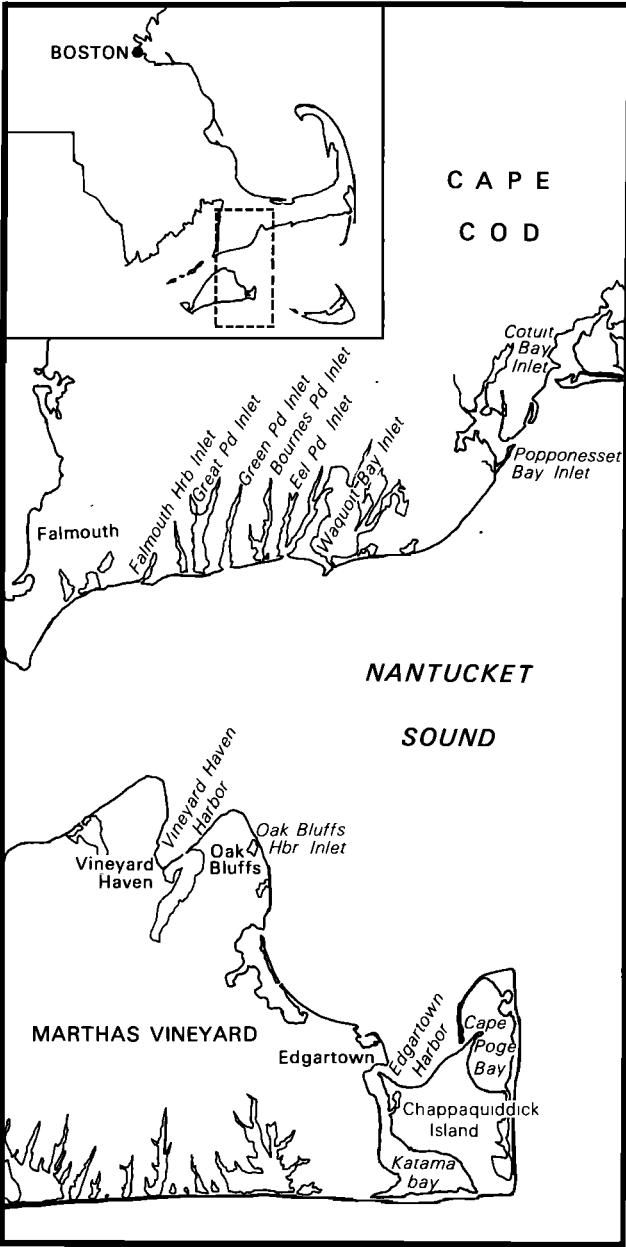 BOSTON
CAPE
COD
Cotuit
Bay
Inlet
Popponesset
Bay Inlet
Falmouth Hrb Inlet
Great Pd Inlet
Green Pd Inlet
Bournes Pd Inlet
Eel Pd Inlet
Waquoit Bay Inlet
Falmouth
NANTUCKET
SOUND
Vineyard Haven
Harbor
Oak Bluffs
Hbr Inlet
Oak
Bluffs
Vineyard
Haven
MARTHAS VINEYARD
Edgartown
Edgartown
Harbor
Cape
Poge
Bay
Chappaquiddick
Island
Katama
bay